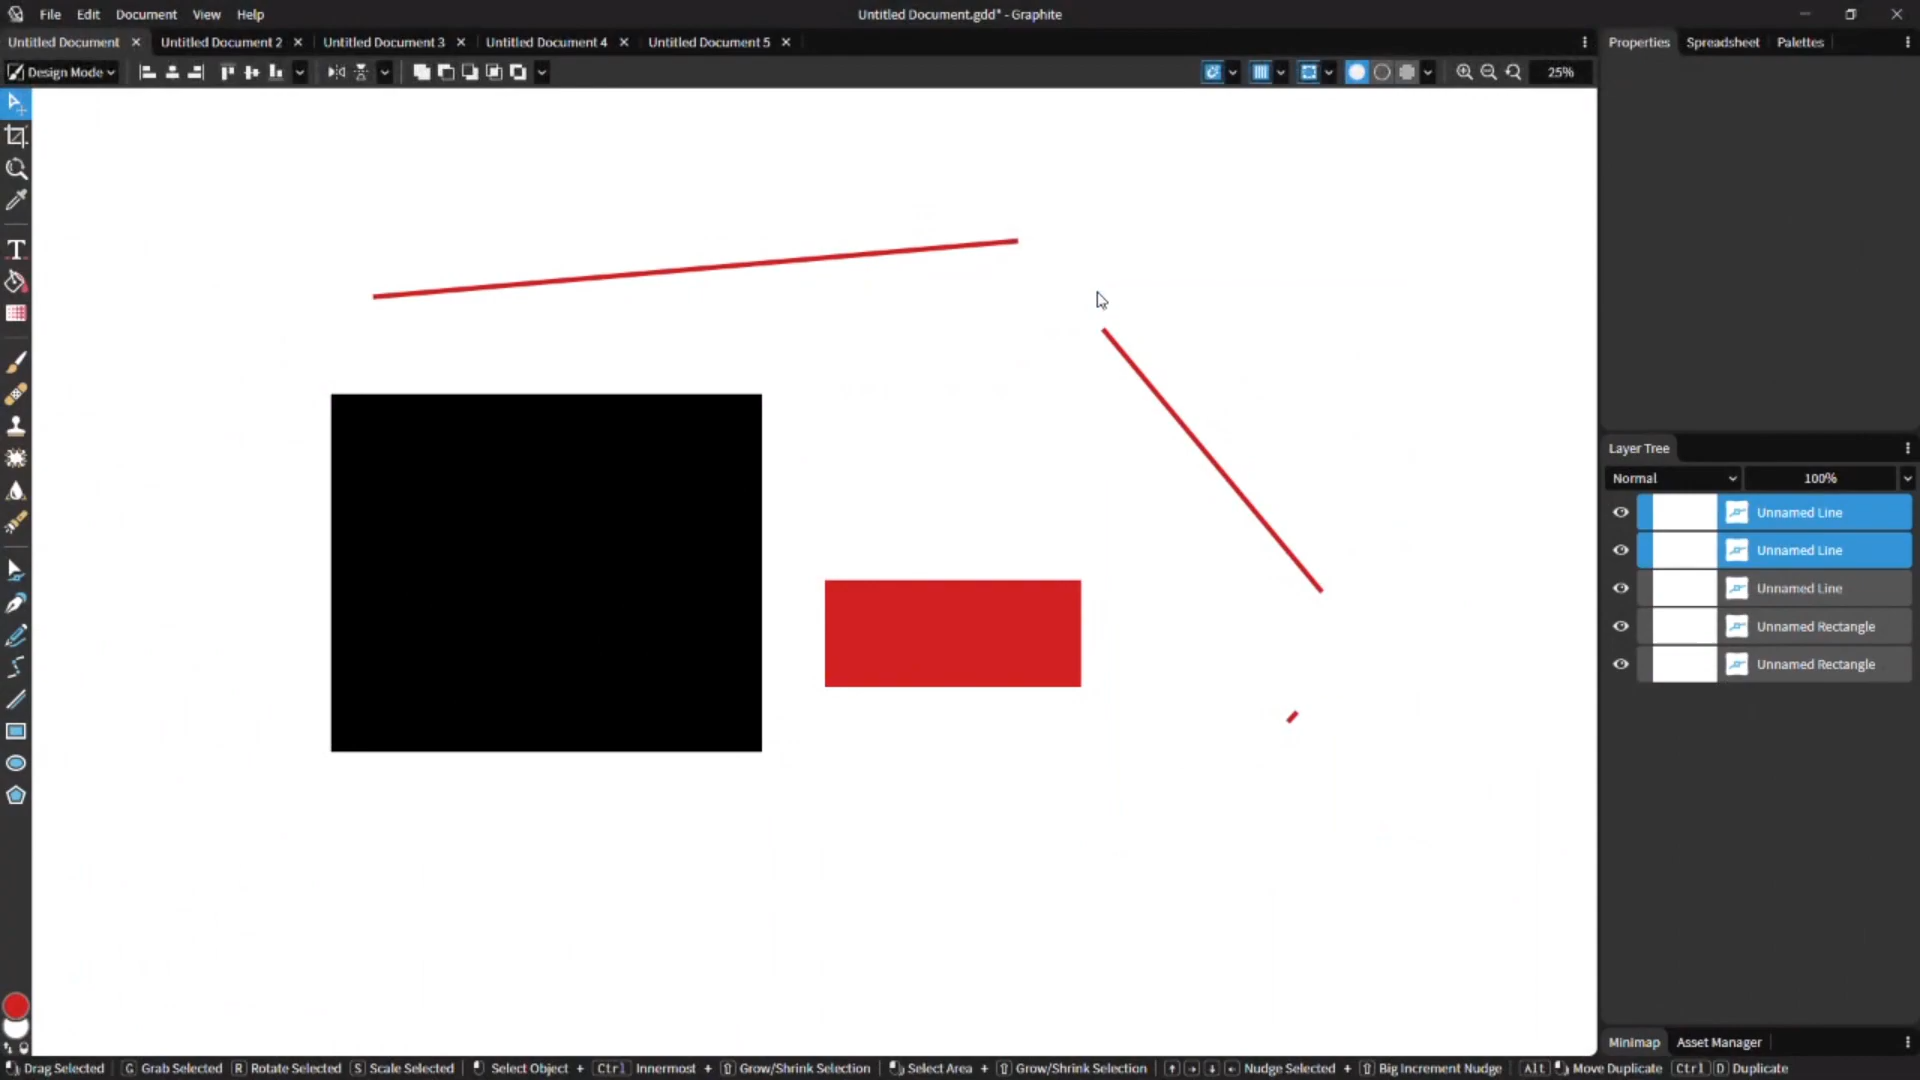 File Edit Document View Help Untitled Document.gdd* - Graphite
Untitled Document Untitled Document 2 Untitled Document 3 Untitled Document 4 Untitled Document 5 Properties Spreadsheet Palettes
Design Mode 25%
T
Layer Tree
Normal 100%
Unnamed Line
Unnamed Line
Unnamed Line
Unnamed Rectangle
Unnamed Rectangle
Minimap Asset Manager
Drag Selected G Grab Selected R Rotate Selected S Scale Selected Select Object + Ctrl Innermost + ⇧ Grow/Shrink Selection Select Area + ⇧ Grow/Shrink Selection ↑ → ↓ ← Nudge Selected + ⇧ Big Increment Nudge Alt Move Duplicate Ctrl D Duplicate